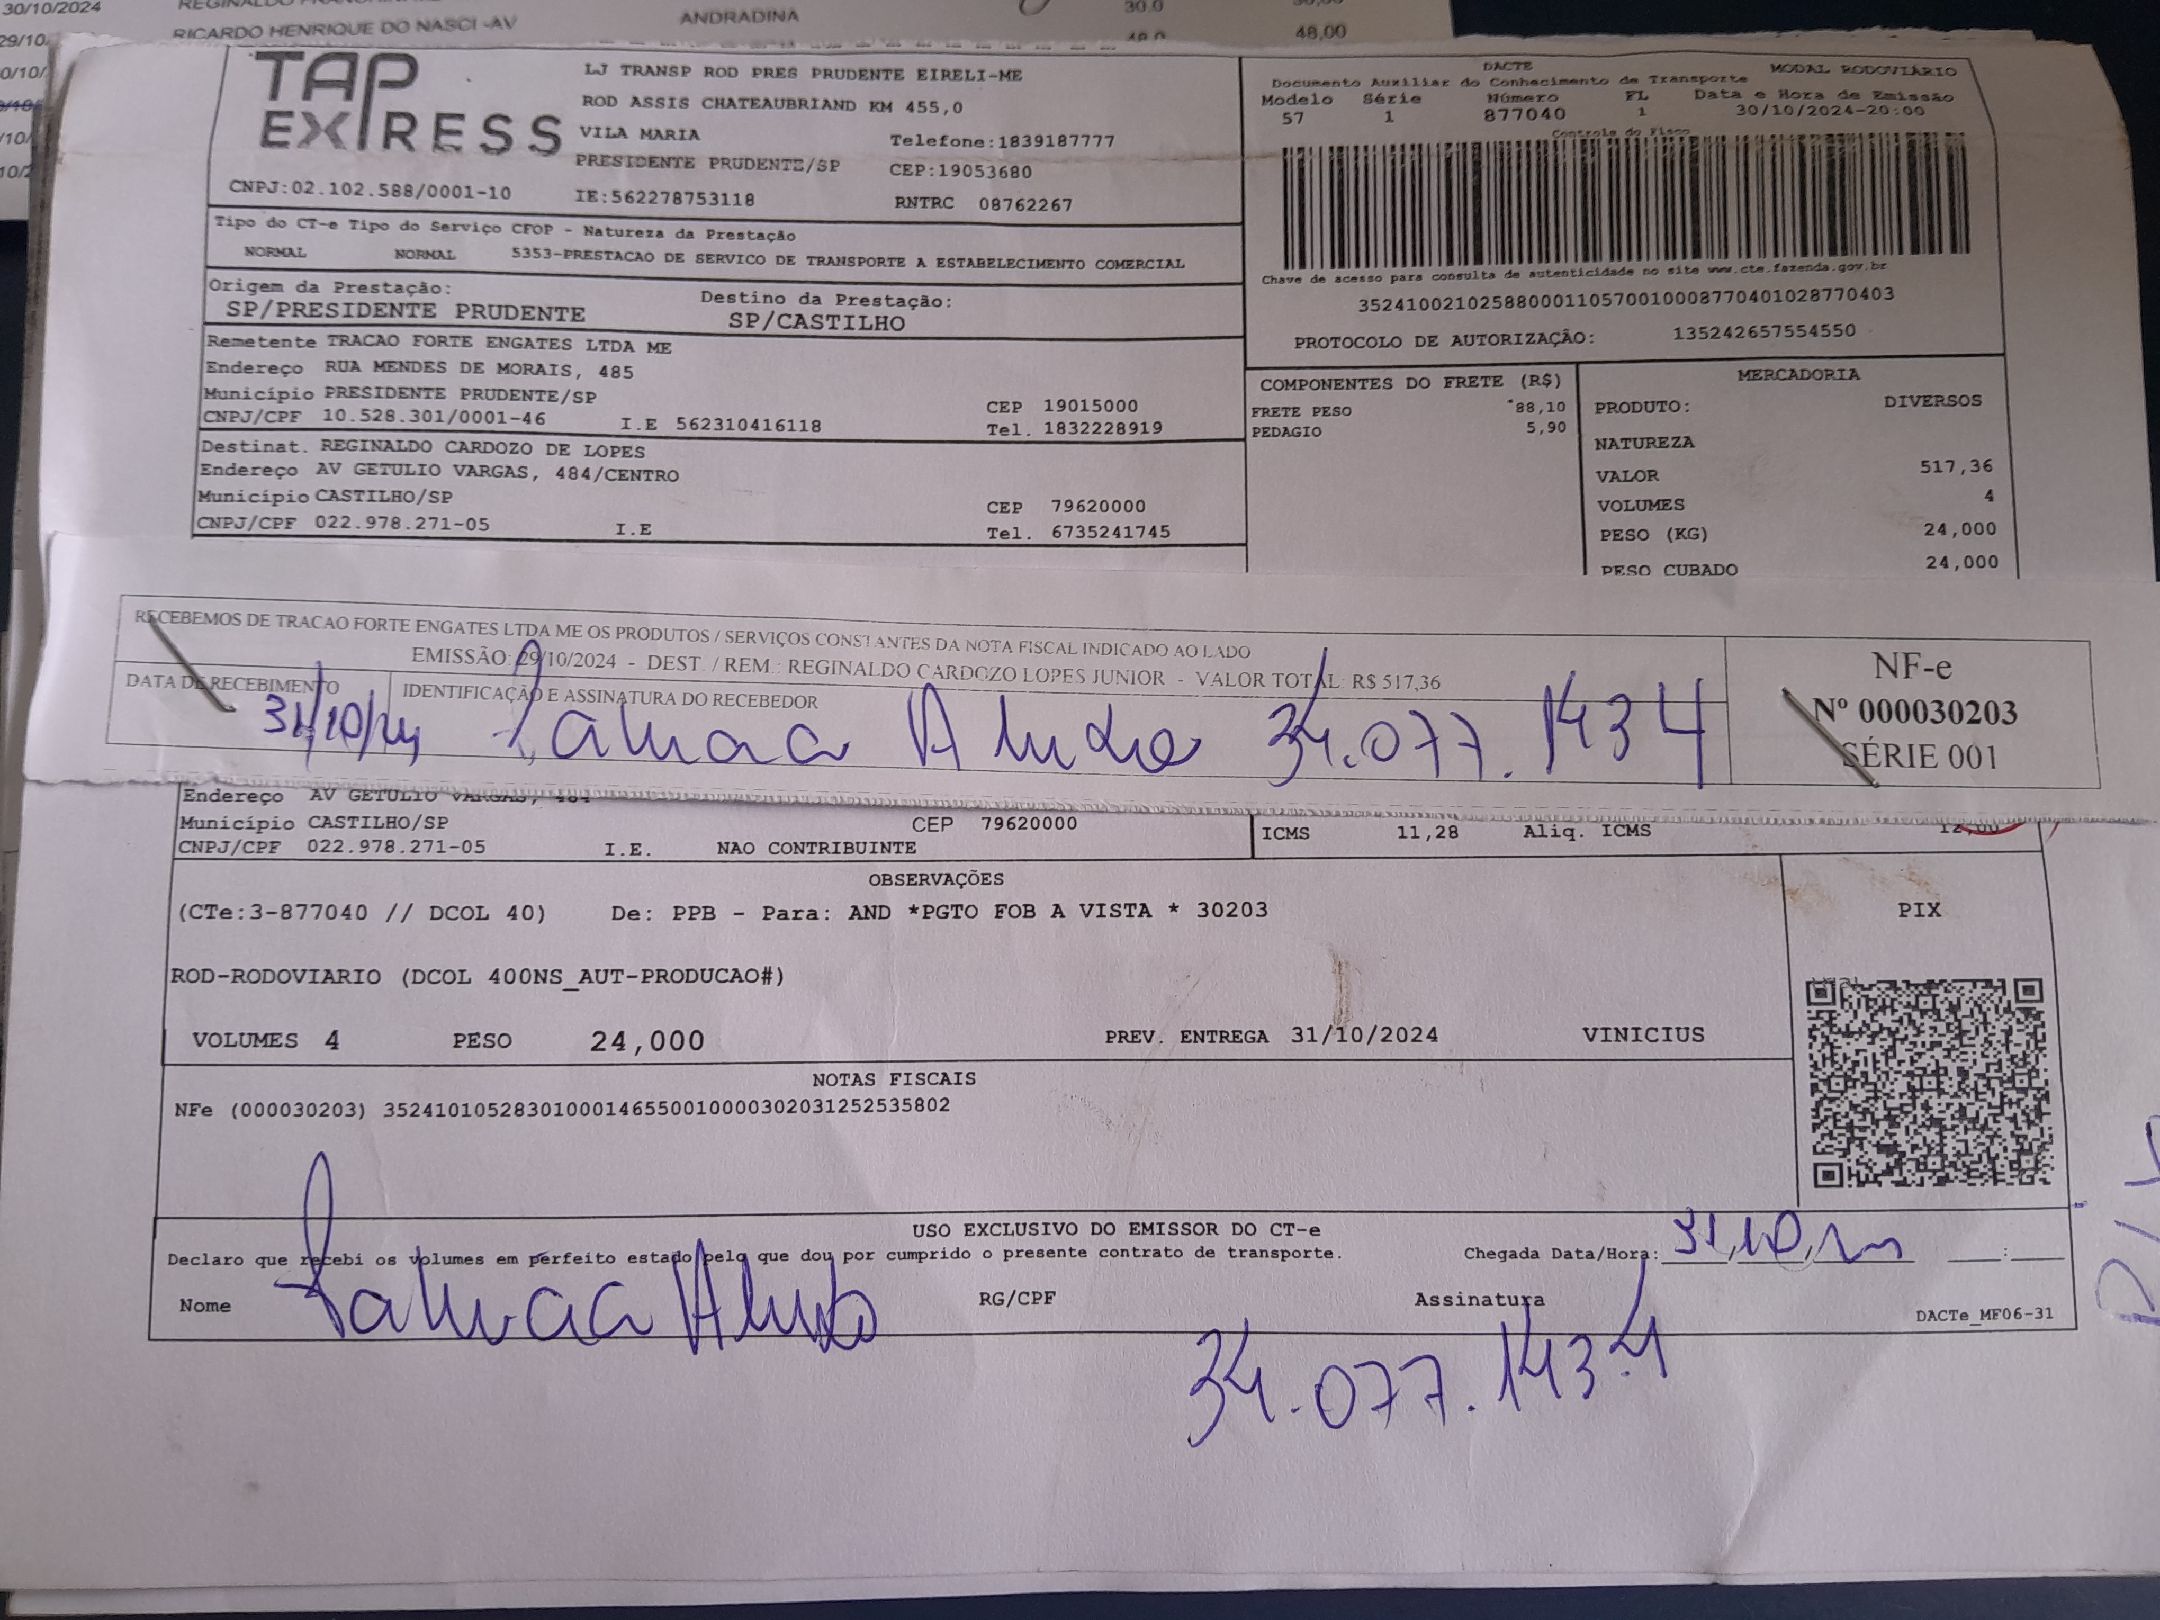 30/10/2024
RICARDO HENRIQUE DO NASCI -AV ANDRADINA 48,0 48,00
TAP EXPRESS
LJ TRANSP ROD PRES PRUDENTE EIRELI-ME
ROD ASSIS CHATEAUBRIAND KM 455,0
VILA MARIA Telefone:1839187777
PRESIDENTE PRUDENTE/SP CEP:19053680
CNPJ:02.102.588/0001-10 IE:562278753118 RNTRC 08762267
DACTE MODAL RODOVIÁRIO
Documento Auxiliar do Conhecimento de Transporte
Modelo Série Número FL Data e Hora de Emissão
57 1 877040 1 30/10/2024-20:00
Controle do Fisco
Chave de acesso para consulta de autenticidade no site www.cte.fazenda.gov.br
35241002102588000110570010008770401028770403
PROTOCOLO DE AUTORIZAÇÃO: 135242657554550
Tipo do CT-e Tipo do Serviço CFOP - Natureza da Prestação
NORMAL NORMAL 5353-PRESTACAO DE SERVICO DE TRANSPORTE A ESTABELECIMENTO COMERCIAL
Origem da Prestação: Destino da Prestação:
SP/PRESIDENTE PRUDENTE SP/CASTILHO
Remetente TRACAO FORTE ENGATES LTDA ME
Endereço RUA MENDES DE MORAIS, 485
Município PRESIDENTE PRUDENTE/SP CEP 19015000
CNPJ/CPF 10.528.301/0001-46 I.E 562310416118 Tel. 1832228919
Destinat. REGINALDO CARDOZO DE LOPES
Endereço AV GETULIO VARGAS, 484/CENTRO
Município CASTILHO/SP CEP 79620000
CNPJ/CPF 022.978.271-05 I.E Tel. 6735241745
COMPONENTES DO FRETE (R$)
FRETE PESO 88,10
PEDAGIO 5,90
MERCADORIA
PRODUTO: DIVERSOS
NATUREZA
VALOR 517,36
VOLUMES 4
PESO (KG) 24,000
PESO CUBADO 24,000
RECEBEMOS DE TRACAO FORTE ENGATES LTDA ME OS PRODUTOS / SERVIÇOS CONSTANTES DA NOTA FISCAL INDICADO AO LADO
EMISSÃO: 29/10/2024 - DEST. / REM.: REGINALDO CARDOZO LOPES JUNIOR - VALOR TOTAL: R$ 517,36
DATA DE RECEBIMENTO IDENTIFICAÇÃO E ASSINATURA DO RECEBEDOR
31/10/24 34.077.143 4
NF-e
Nº 000030203
SÉRIE 001
Endereço AV GETULIO VARGAS, 484
Município CASTILHO/SP CEP 79620000
CNPJ/CPF 022.978.271-05 I.E. NAO CONTRIBUINTE
ICMS 11,28 Aliq. ICMS 12,00
OBSERVAÇÕES
(CTe:3-877040 // DCOL 40) De: PPB - Para: AND *PGTO FOB A VISTA * 30203
ROD-RODOVIARIO (DCOL 400NS_AUT-PRODUCAO#)
VOLUMES 4 PESO 24,000 PREV. ENTREGA 31/10/2024 VINICIUS
PIX
NOTAS FISCAIS
NFe (000030203) 35241010528301000146550010000302031252535802
USO EXCLUSIVO DO EMISSOR DO CT-e
Declaro que recebi os volumes em perfeito estado pelo que dou por cumprido o presente contrato de transporte. Chegada Data/Hora: 31,10, :
Nome RG/CPF Assinatura DACTe_MF06-31
34.077.143.4